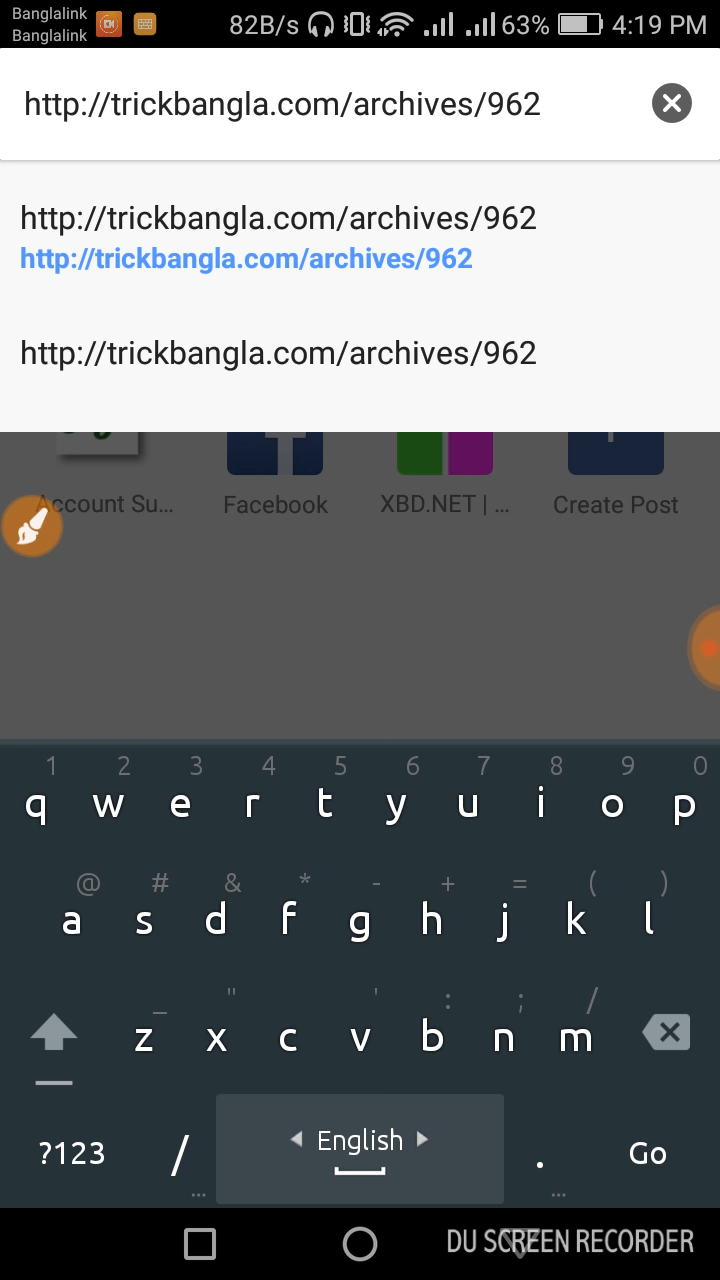 Banglalink
Banglalink
82B/s 63% 4:19 PM
http://trickbangla.com/archives/962
http://trickbangla.com/archives/962
http://trickbangla.com/archives/962
http://trickbangla.com/archives/962
Account Su... Facebook XBD.NET | ... Create Post
1 2 3 4 5 6 7 8 9 0
q w e r t y u i o p
@ # & * - + = ( )
a s d f g h j k l
_ " ' : ; /
z x c v b n m
?123 / English . Go
... ...
DU SCREEN RECORDER